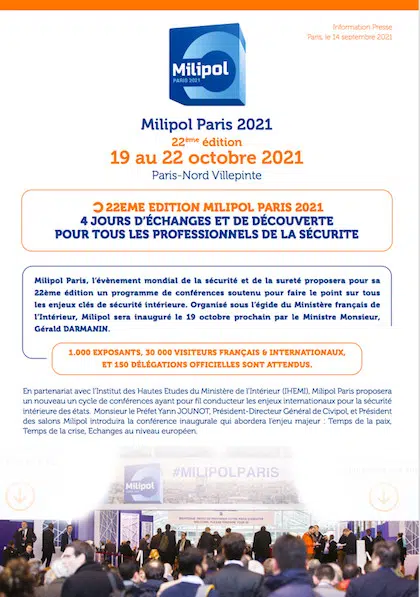 Information Presse
Paris, le 14 septembre 2021
Milipol
PARIS 2021
Milipol Paris 2021
22ème édition
19 au 22 octobre 2021
Paris-Nord Villepinte
22EME EDITION MILIPOL PARIS 2021
4 JOURS D'ÉCHANGES ET DE DÉCOUVERTE
POUR TOUS LES PROFESSIONNELS DE LA SÉCURITE
Milipol Paris, l'évènement mondial de la sécurité et de la sureté proposera pour sa
22ème édition un programme de conférences soutenu pour faire le point sur tous
les enjeux clés de sécurité intérieure. Organisé sous l'égide du Ministère français de
l'Intérieur, Milipol sera inauguré le 19 octobre prochain par le Ministre Monsieur,
Gérald DARMANIN.
1.000 EXPOSANTS, 30 000 VISITEURS FRANÇAIS & INTERNATIONAUX,
ET 150 DÉLÉGATIONS OFFICIELLES SONT ATTENDUS.
En partenariat avec l'Institut des Hautes Etudes du Ministère de l'Intérieur (IHEMI), Milipol Paris proposera
un nouveau un cycle de conférences ayant pour fil conducteur les enjeux internationaux pour la sécurité
intérieure des états. Monsieur le Préfet Yann JOUNOT, Président-Directeur Général de Civipol, et Président
des salons Milipol introduira la conférence inaugurale qui abordera l'enjeu majeur : Temps de la paix,
Temps de la crise, Echanges au niveau européen.
Milipol
#MILIPOLPARIS